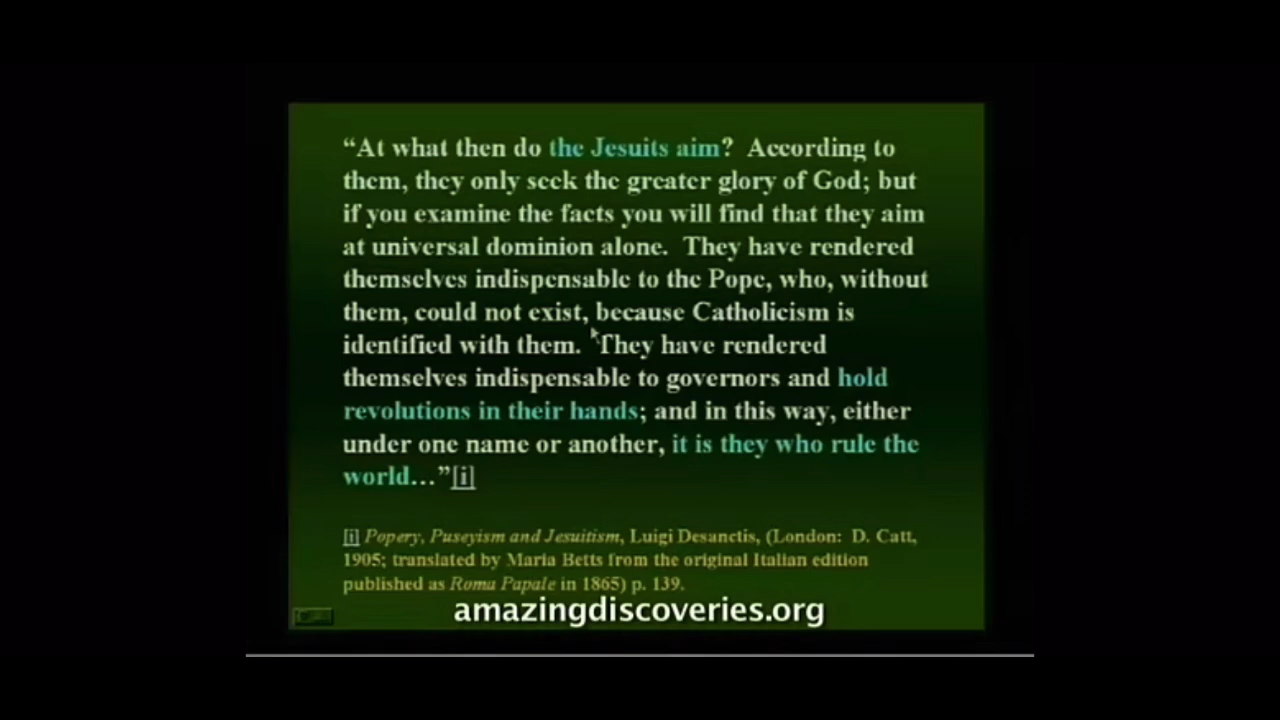 “At what then do the Jesuits aim?  According to
them, they only seek the greater glory of God; but
if you examine the facts you will find that they aim
at universal dominion alone.  They have rendered
themselves indispensable to the Pope, who, without
them, could not exist, because Catholicism is
identified with them.  They have rendered
themselves indispensable to governors and hold
revolutions in their hands; and in this way, either
under one name or another, it is they who rule the
world…”[i]
[i] Popery, Puseyism and Jesuitism, Luigi Desanctis, (London:  D. Catt,
1905; translated by Maria Betts from the original Italian edition
published as Roma Papale in 1865) p. 139.
amazingdiscoveries.org